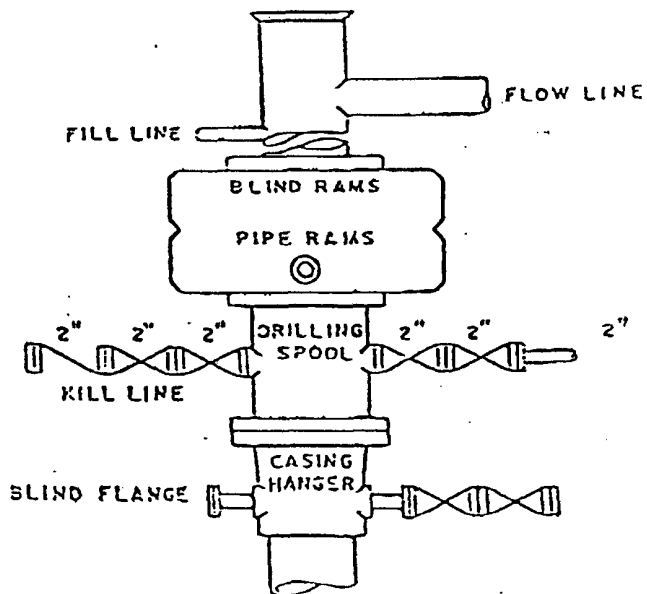 FLOW LINE
FILL LINE
BLIND RAMS
PIPE RAMS
2" 2" 2" DRILLING 2" 2" 2"
SPOOL
KILL LINE
CASING
HANGER
BLIND FLANGE